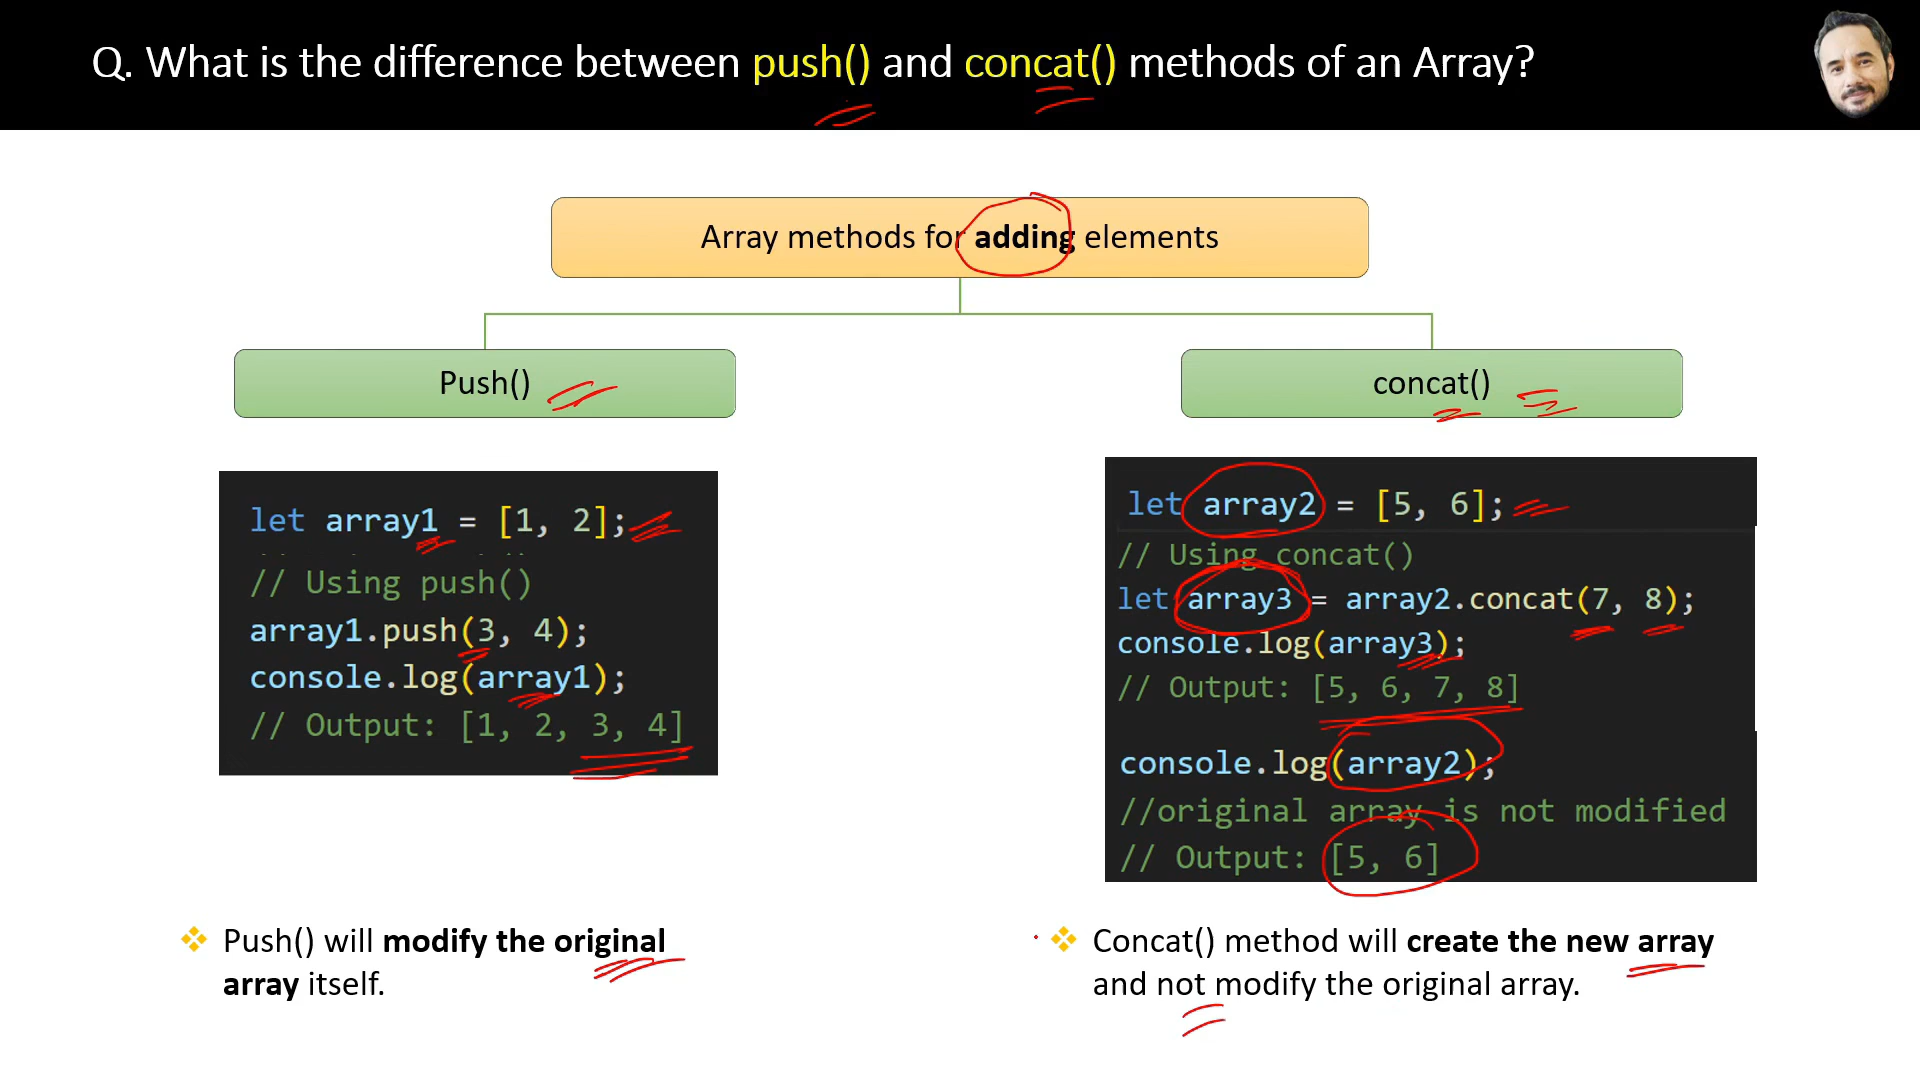 Q. What is the difference between push() and concat() methods of an Array?
Array methods for adding elements
Push()
let array1 = [1, 2];
// Using push()
array1.push(3, 4);
console.log(array1);
// Output: [1, 2, 3, 4]
❖ Push() will modify the original
array itself.
concat()
let array2 = [5, 6];
// Using concat()
let array3 = array2.concat(7, 8);
console.log(array3);
// Output: [5, 6, 7, 8]
console.log(array2);
//original array is not modified
// Output: [5, 6]
❖ Concat() method will create the new array
and not modify the original array.